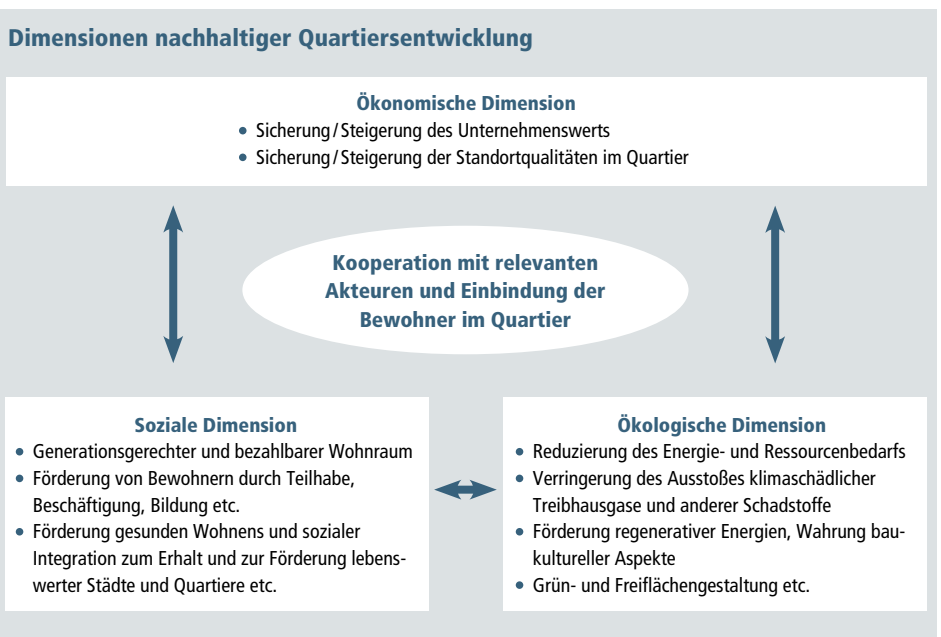 Dimensionen nachhaltiger Quartiersentwicklung
Ökonomische Dimension
• Sicherung/Steigerung des Unternehmenswerts
• Sicherung/Steigerung der Standortqualitäten im Quartier
Kooperation mit relevanten
Akteuren und Einbindung der
Bewohner im Quartier
Soziale Dimension
• Generationsgerechter und bezahlbarer Wohnraum
• Förderung von Bewohnern durch Teilhabe,
Beschäftigung, Bildung etc.
• Förderung gesunden Wohnens und sozialer
Integration zum Erhalt und zur Förderung lebens-
werter Städte und Quartiere etc.
Ökologische Dimension
• Reduzierung des Energie- und Ressourcenbedarfs
• Verringerung des Ausstoßes klimaschädlicher
Treibhausgase und anderer Schadstoffe
• Förderung regenerativer Energien, Wahrung bau-
kultureller Aspekte
• Grün- und Freiflächengestaltung etc.